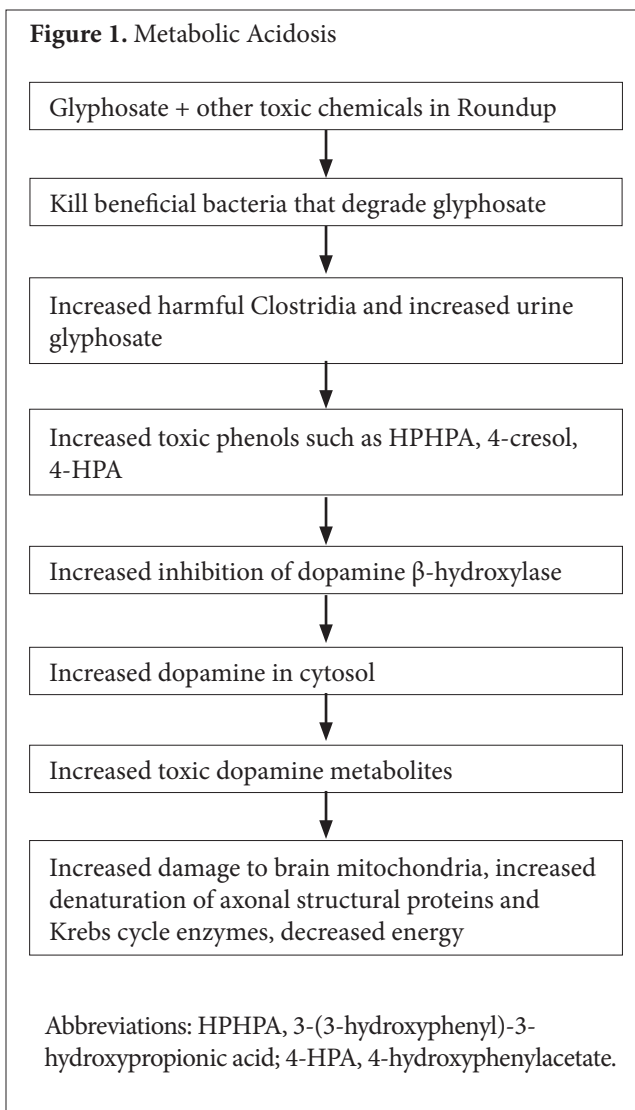 Figure 1. Metabolic Acidosis
Glyphosate + other toxic chemicals in Roundup
Kill beneficial bacteria that degrade glyphosate
Increased harmful Clostridia and increased urine
glyphosate
Increased toxic phenols such as HPHPA, 4-cresol,
4-HPA
Increased inhibition of dopamine β-hydroxylase
Increased dopamine in cytosol
Increased toxic dopamine metabolites
Increased damage to brain mitochondria, increased
denaturation of axonal structural proteins and
Krebs cycle enzymes, decreased energy
Abbreviations: HPHPA, 3-(3-hydroxyphenyl)-3-
hydroxypropionic acid; 4-HPA, 4-hydroxyphenylacetate.